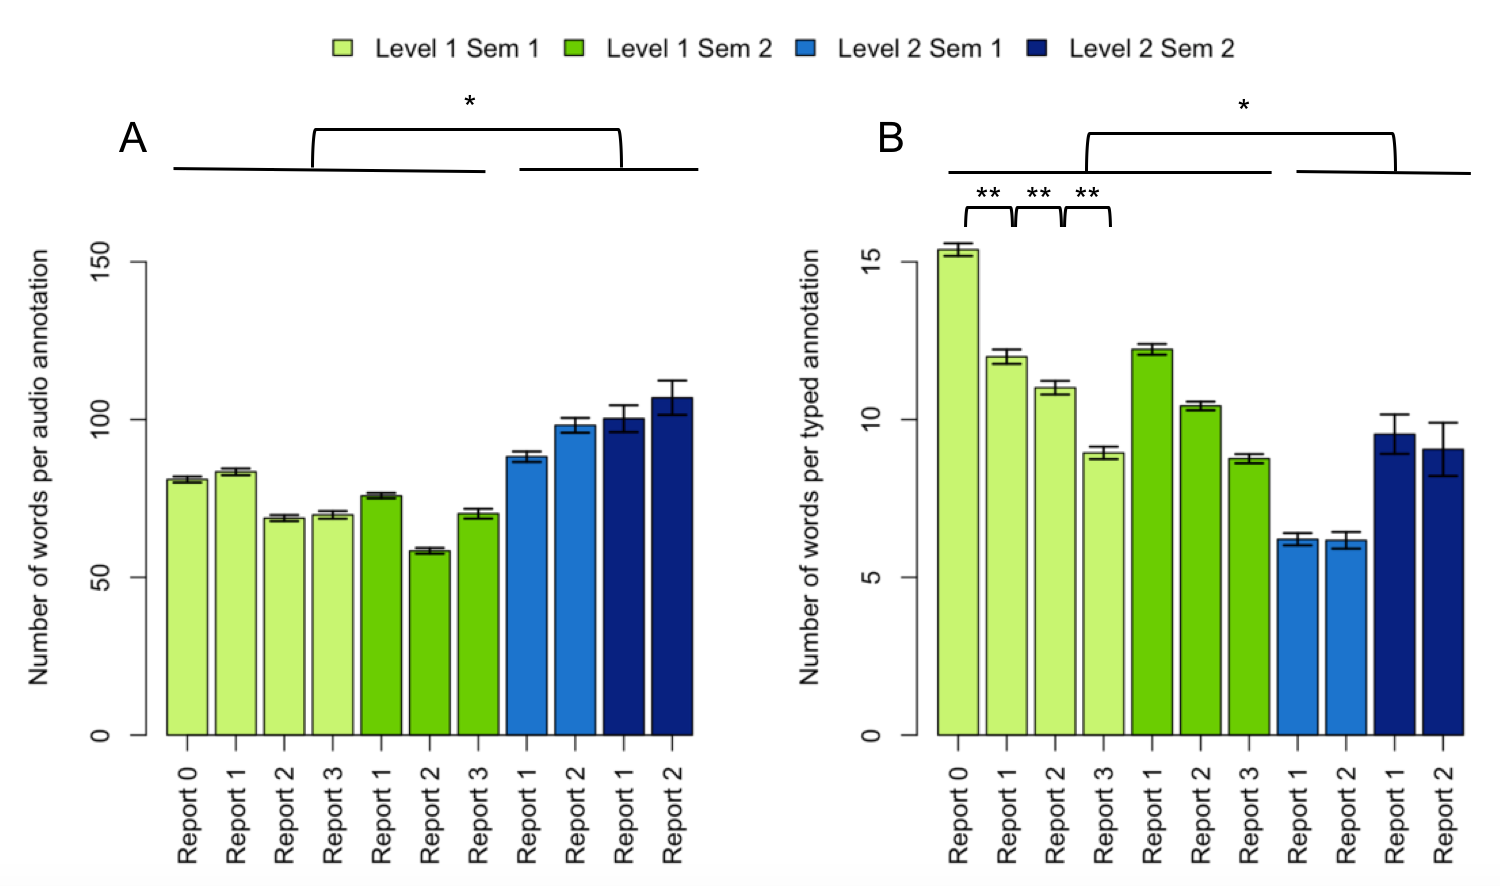 Level 1 Sem 1 Level 1 Sem 2 Level 2 Sem 1 Level 2 Sem 2
A
*
Number of words per audio annotation
150
100
50
0
Report 0
Report 1
Report 2
Report 3
Report 1
Report 2
Report 3
Report 1
Report 2
Report 1
Report 2
B
*
** ** **
Number of words per typed annotation
15
10
5
0
Report 0
Report 1
Report 2
Report 3
Report 1
Report 2
Report 3
Report 1
Report 2
Report 1
Report 2